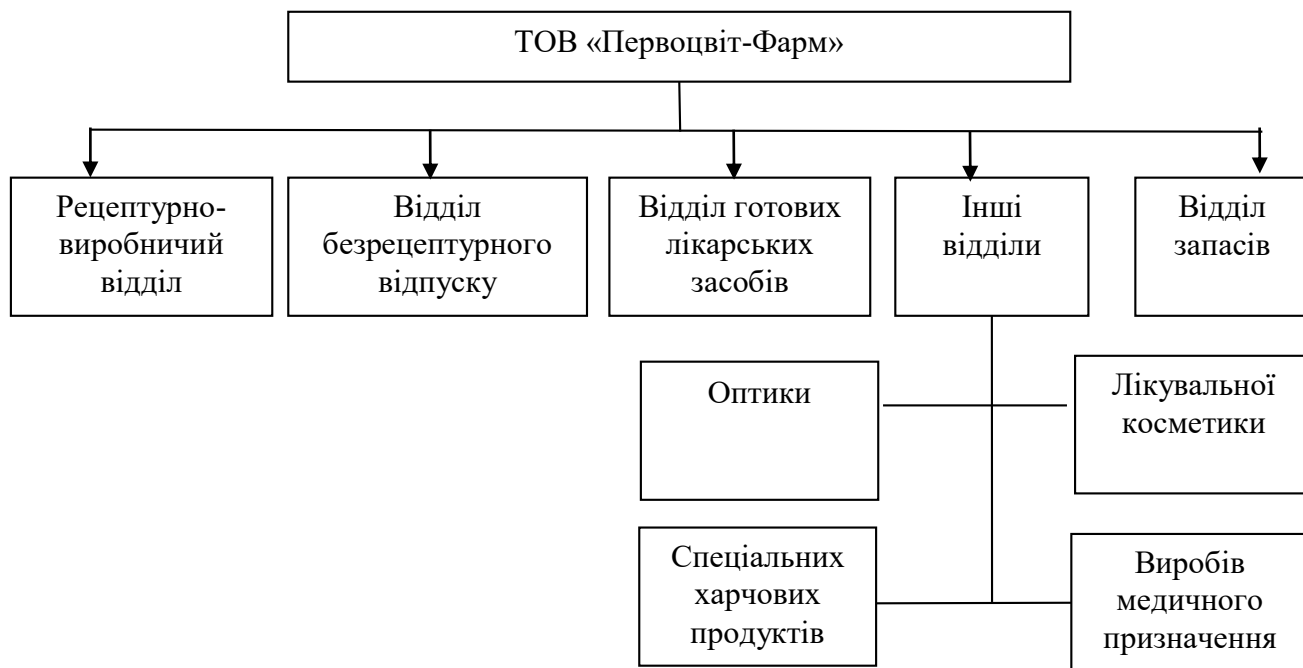 ТОВ «Первоцвіт-Фарм»
Рецептурно-
виробничий
відділ
Відділ
безрецептурного
відпуску
Відділ готових
лікарських
засобів
Інші
відділи
Відділ
запасів
Оптики
Лікувальної
косметики
Спеціальних
харчових
продуктів
Виробів
медичного
призначення